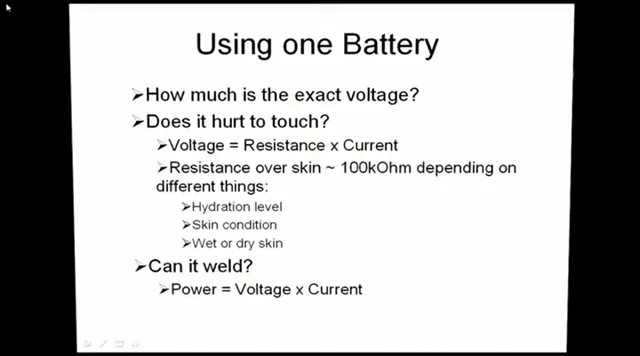 Using one Battery
➢How much is the exact voltage?
➢Does it hurt to touch?
➢Voltage = Resistance x Current
➢Resistance over skin ~ 100kOhm depending on
different things:
➢Hydration level
➢Skin condition
➢Wet or dry skin
➢Can it weld?
➢Power = Voltage x Current